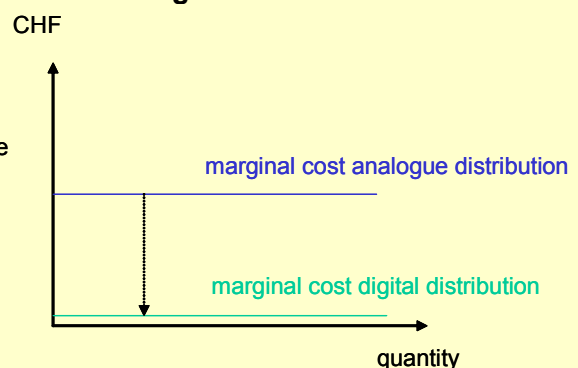 g
CHF
e
marginal cost analogue distribution
marginal cost digital distribution
quantity